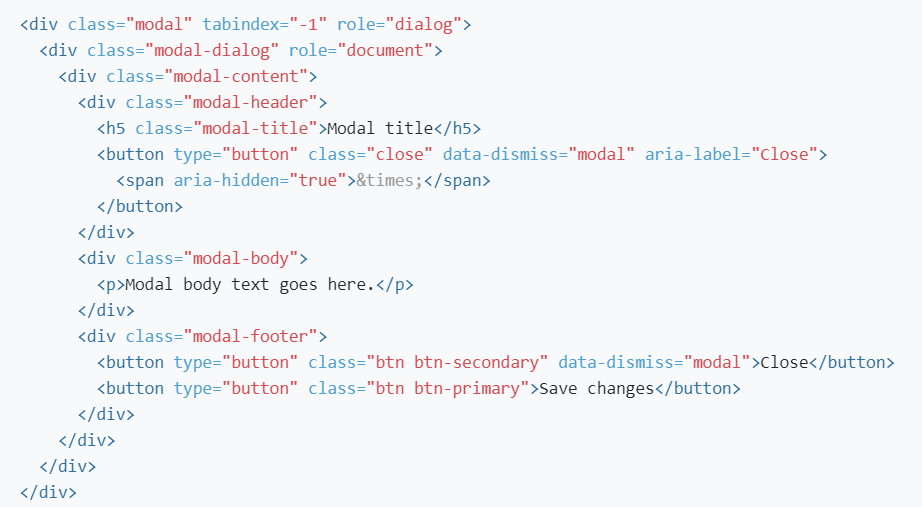 <div class="modal" tabindex="-1" role="dialog">
  <div class="modal-dialog" role="document">
    <div class="modal-content">
      <div class="modal-header">
        <h5 class="modal-title">Modal title</h5>
        <button type="button" class="close" data-dismiss="modal" aria-label="Close">
          <span aria-hidden="true">&times;</span>
        </button>
      </div>
      <div class="modal-body">
        <p>Modal body text goes here.</p>
      </div>
      <div class="modal-footer">
        <button type="button" class="btn btn-secondary" data-dismiss="modal">Close</button>
        <button type="button" class="btn btn-primary">Save changes</button>
      </div>
    </div>
  </div>
</div>